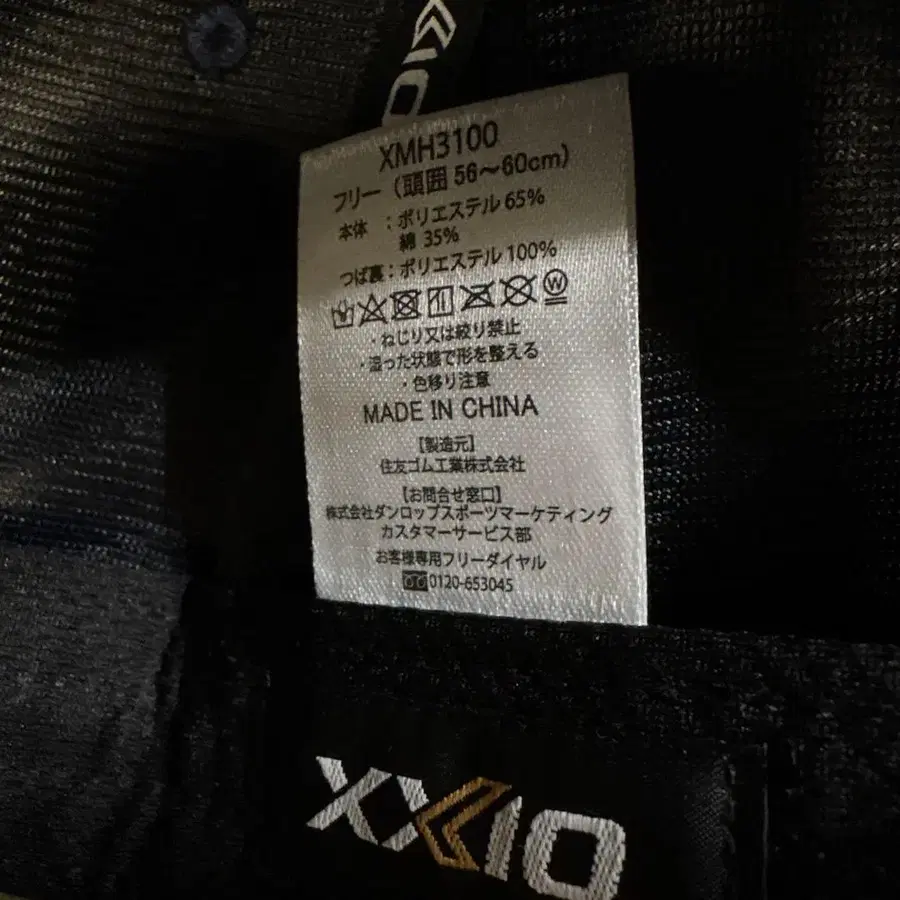 XMH3100
フリー（頭囲 56～60cm）
本体 ：ポリエステル 65%
綿 35%
つば裏：ポリエステル 100%
W
・ねじり又は絞り禁止
・湿った状態で形を整える
・色移り注意
MADE IN CHINA
【製造元】
住友ゴム工業株式会社
【お問合せ窓口】
株式会社ダンロップスポーツマーケティング
カスタマーサービス部
お客様専用フリーダイヤル
0120-653045
XXIO